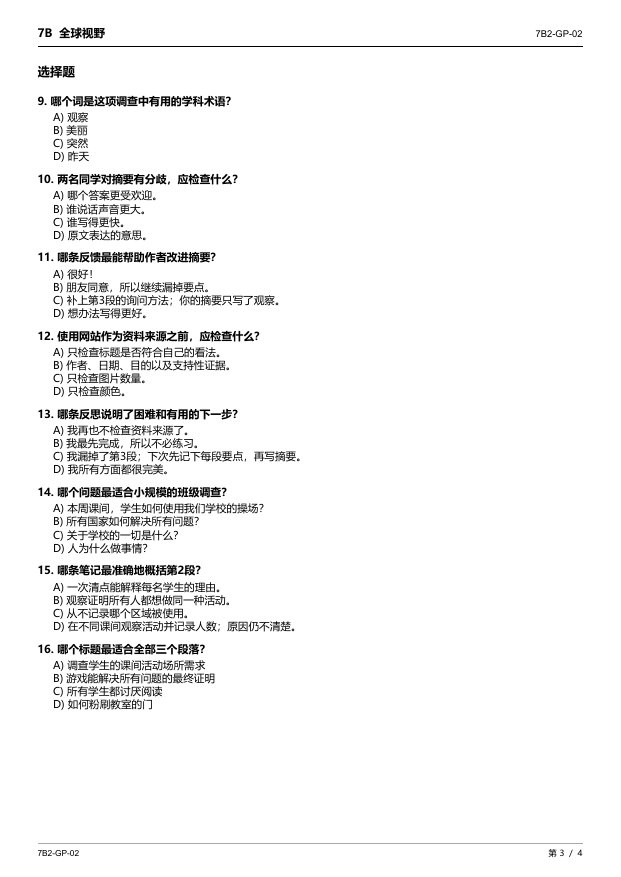 7B 全球视野
7B2-GP-02
选择题
9. 哪个词是这项调查中有用的学科术语？
A) 观察
B) 美丽
C) 突然
D) 昨天
10. 两名同学对摘要有分歧，应检查什么？
A) 哪个答案更受欢迎。
B) 谁说话声音更大。
C) 谁写得更快。
D) 原文表达的意思。
11. 哪条反馈最能帮助作者改进摘要？
A) 很好！
B) 朋友同意，所以继续漏掉要点。
C) 补上第3段的询问方法；你的摘要只写了观察。
D) 想办法写得更好。
12. 使用网站作为资料来源之前，应检查什么？
A) 只检查标题是否符合自己的看法。
B) 作者、日期、目的以及支持性证据。
C) 只检查图片数量。
D) 只检查颜色。
13. 哪条反思说明了困难和有用的下一步？
A) 我再也不检查资料来源了。
B) 我最先完成，所以不必练习。
C) 我漏掉了第3段；下次先记下每段要点，再写摘要。
D) 我所有方面都很完美。
14. 哪个问题最适合小规模的班级调查？
A) 本周课间，学生如何使用我们学校的操场？
B) 所有国家如何解决所有问题？
C) 关于学校的一切是什么？
D) 人为什么做事情？
15. 哪条笔记最准确地概括第2段？
A) 一次清点能解释每名学生的理由。
B) 观察证明所有人都想做同一种活动。
C) 从不记录哪个区域被使用。
D) 在不同课间观察活动并记录人数；原因仍不清楚。
16. 哪个标题最适合全部三个段落？
A) 调查学生的课间活动场所需求
B) 游戏能解决所有问题的最终证明
C) 所有学生都讨厌阅读
D) 如何粉刷教室的门
7B2-GP-02
第 3 / 4